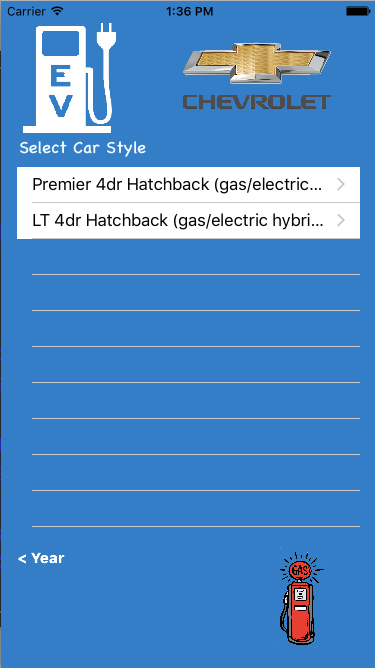 Carrier 1:36 PM
EV
CHEVROLET
Select Car Style
Premier 4dr Hatchback (gas/electric...
LT 4dr Hatchback (gas/electric hybri...
< Year
GAS